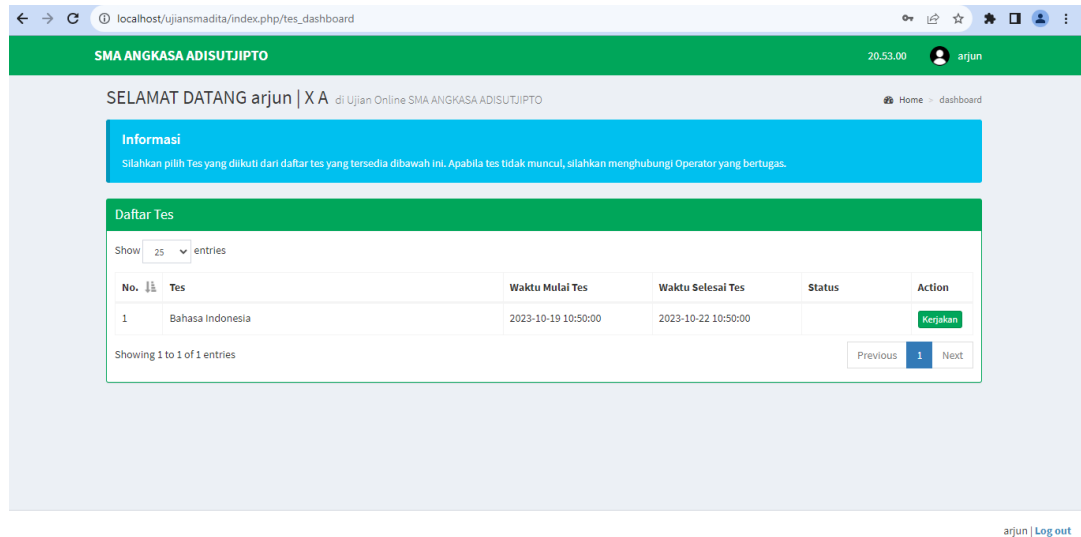 localhost/ujiansmadita/index.php/tes_dashboard
SMA ANGKASA ADISUTJIPTO 20.53.00 arjun
SELAMAT DATANG arjun | X A di Ujian Online SMA ANGKASA ADISUTJIPTO Home > dashboard
Informasi
Silahkan pilih Tes yang diikuti dari daftar tes yang tersedia dibawah ini. Apabila tes tidak muncul, silahkan menghubungi Operator yang bertugas.
Daftar Tes
Show 25 entries
No. Tes Waktu Mulai Tes Waktu Selesai Tes Status Action
1 Bahasa Indonesia 2023-10-19 10:50:00 2023-10-22 10:50:00 Kerjakan
Showing 1 to 1 of 1 entries Previous 1 Next
arjun | Log out